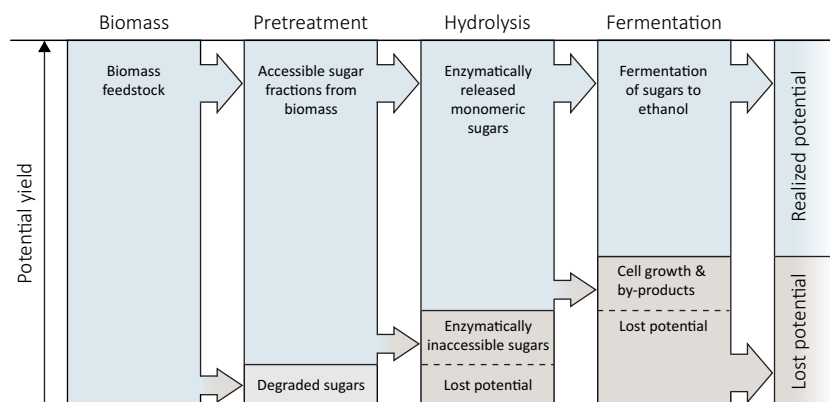 Biomass
Pretreatment
Hydrolysis
Fermentation
Potential yield
Biomass
feedstock
Accessible sugar
fractions from
biomass
Degraded sugars
Enzymatically
released
monomeric
sugars
Enzymatically
inaccessible sugars
Lost potential
Fermentation
of sugars to
ethanol
Cell growth &
by-products
Lost potential
Realized potential
Lost potential